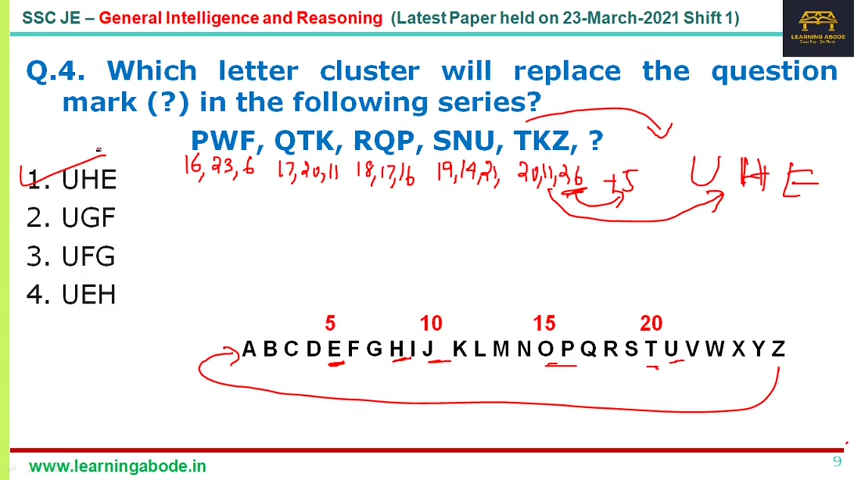 SSC JE – General Intelligence and Reasoning (Latest Paper held on 23-March-2021 Shift 1)
LEARNING ABODE
Q.4. Which letter cluster will replace the question
mark (?) in the following series?
PWF, QTK, RQP, SNU, TKZ, ?
16, 23, 6 17, 20, 11 18, 17, 16 19, 14, 21, 20, 11, 26 +5 U H E
1. UHE
2. UGF
3. UFG
4. UEH
5 10 15 20
A B C D E F G H I J K L M N O P Q R S T U V W X Y Z
www.learningabode.in
9